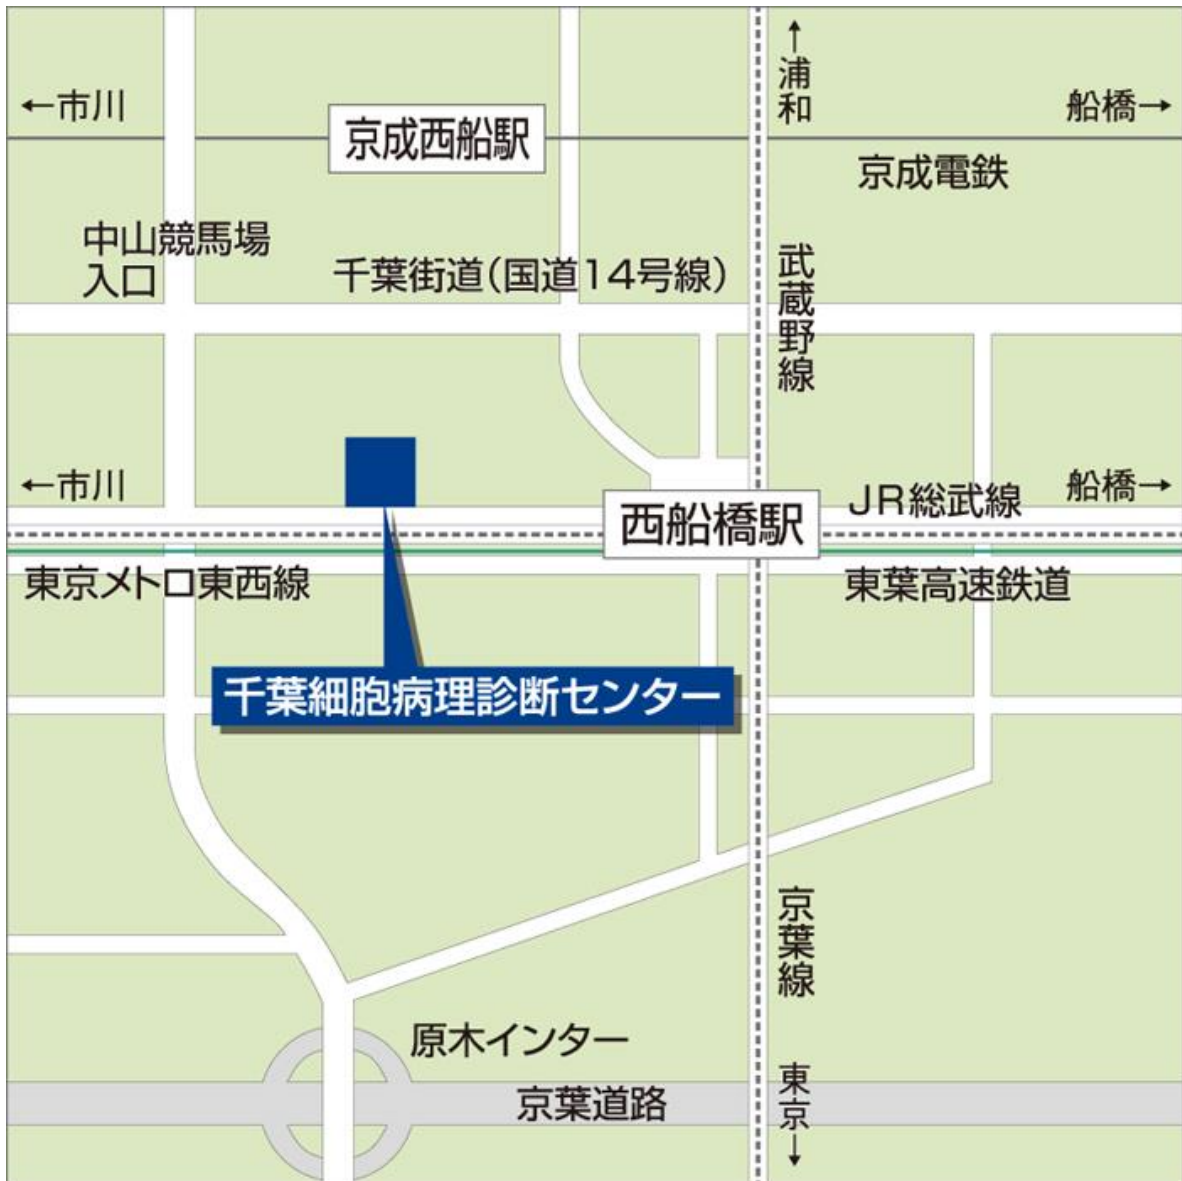 ↑浦和
←市川
船橋→
京成西船駅
京成電鉄
中山競馬場
入口
千葉街道(国道14号線)
武蔵野線
←市川
船橋→
JR総武線
西船橋駅
東京メトロ東西線
東葉高速鉄道
千葉細胞病理診断センター
京葉線
原木インター
京葉道路
東京↓